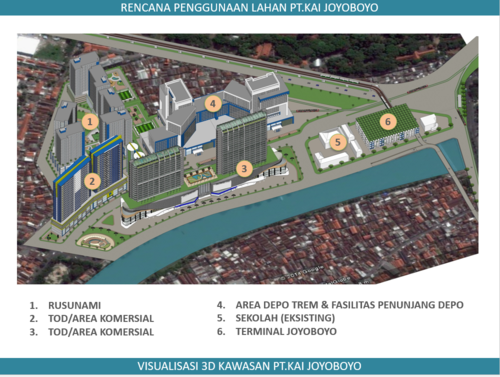 RENCANA PENGGUNAAN LAHAN PT.KAI JOYOBOYO
1
2
3
4
5
6
1. RUSUNAMI
2. TOD/AREA KOMERSIAL
3. TOD/AREA KOMERSIAL
4. AREA DEPO TREM & FASILITAS PENUNJANG DEPO
5. SEKOLAH (EKSISTING)
6. TERMINAL JOYOBOYO
VISUALISASI 3D KAWASAN PT.KAI JOYOBOYO